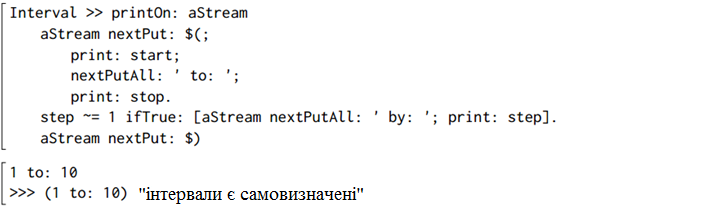 Interval >> printOn: aStream
aStream nextPut: $(;
print: start;
nextPutAll: ' to: ';
print: stop.
step ~= 1 ifTrue: [aStream nextPutAll: ' by: '; print: step].
aStream nextPut: $)
1 to: 10
>>> (1 to: 10) "інтервали є самовизначені"